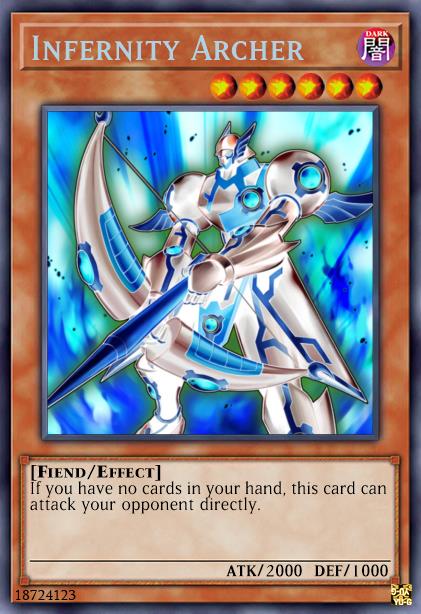 Infernity Archer
DARK
闇
[Fiend/Effect]
If you have no cards in your hand, this card can
attack your opponent directly.
ATK/2000 DEF/1000
18724123